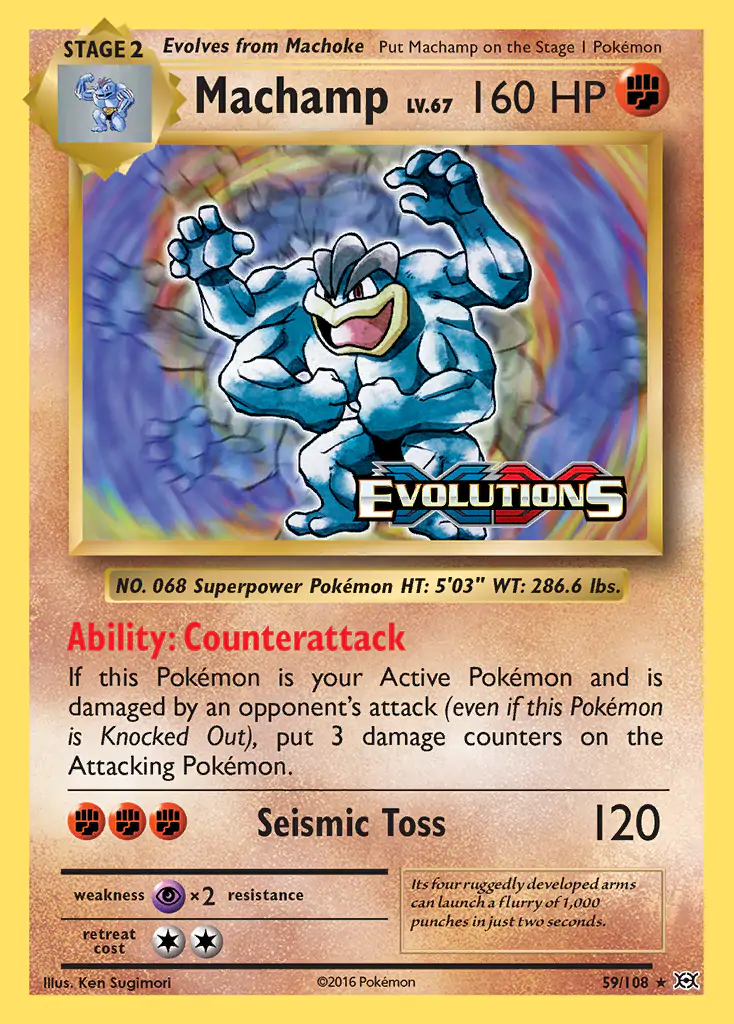 STAGE 2 Evolves from Machoke Put Machamp on the Stage 1 Pokémon
Machamp LV.67 160 HP
EVOLUTIONS
NO. 068 Superpower Pokémon HT: 5'03" WT: 286.6 lbs.
Ability: Counterattack
If this Pokémon is your Active Pokémon and is
damaged by an opponent's attack (even if this Pokémon
is Knocked Out), put 3 damage counters on the
Attacking Pokémon.
Seismic Toss 120
weakness ×2 resistance
retreat
cost
Its four ruggedly developed arms
can launch a flurry of 1,000
punches in just two seconds.
Illus. Ken Sugimori ©2016 Pokémon 59/108 ★